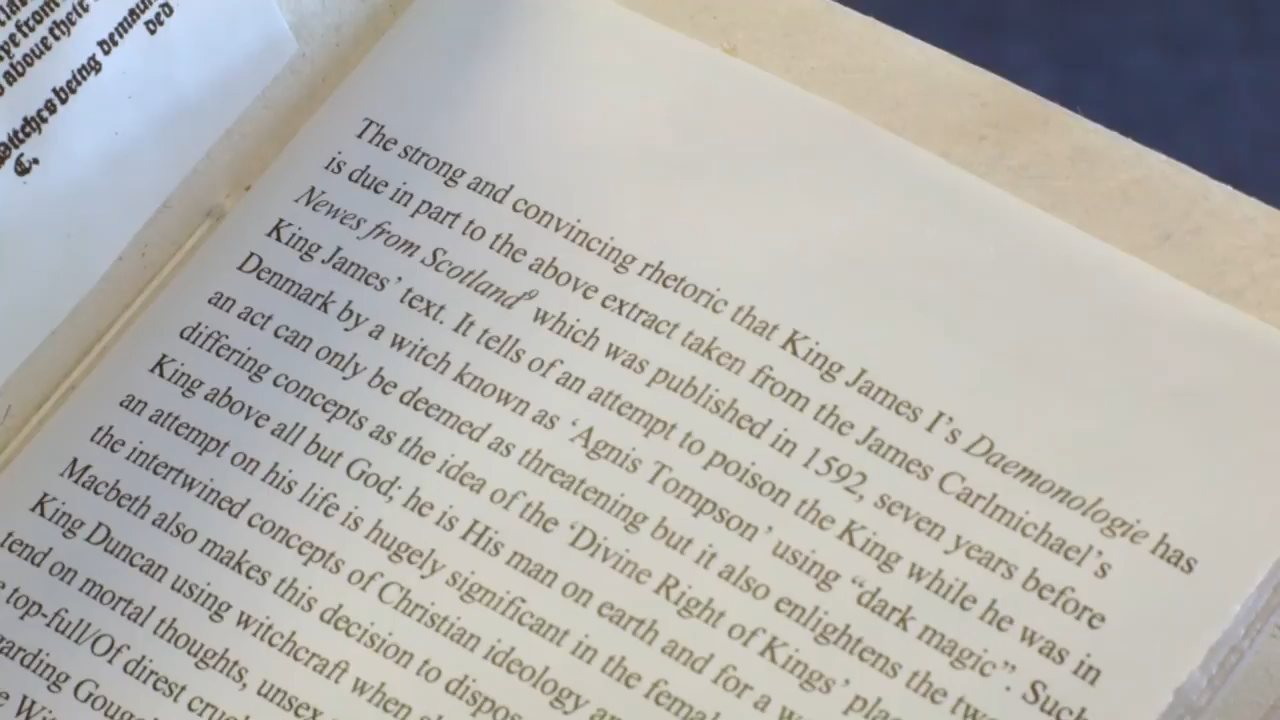 aboue their
Witches being demaun
ded
C.
The strong and convincing rhetoric that King James I's Daemonologie has
is due in part to the above extract taken from the James Carlmichael's
Newes from Scotland⁹ which was published in 1592, seven years before
King James' text. It tells of an attempt to poison the King while he was in
Denmark by a witch known as 'Agnis Tompson' using "dark magic". Such
an act can only be deemed as threatening but it also enlightens the two
differing concepts as the idea of the 'Divine Right of Kings'
King above all but God; he is His man on earth and for a
an attempt on his life is hugely significant in the
the intertwined concepts of Christian ideology
Macbeth also makes this decision to
King Duncan using witchcraft when
tend on mortal thoughts, unsex
top-full/Of direst